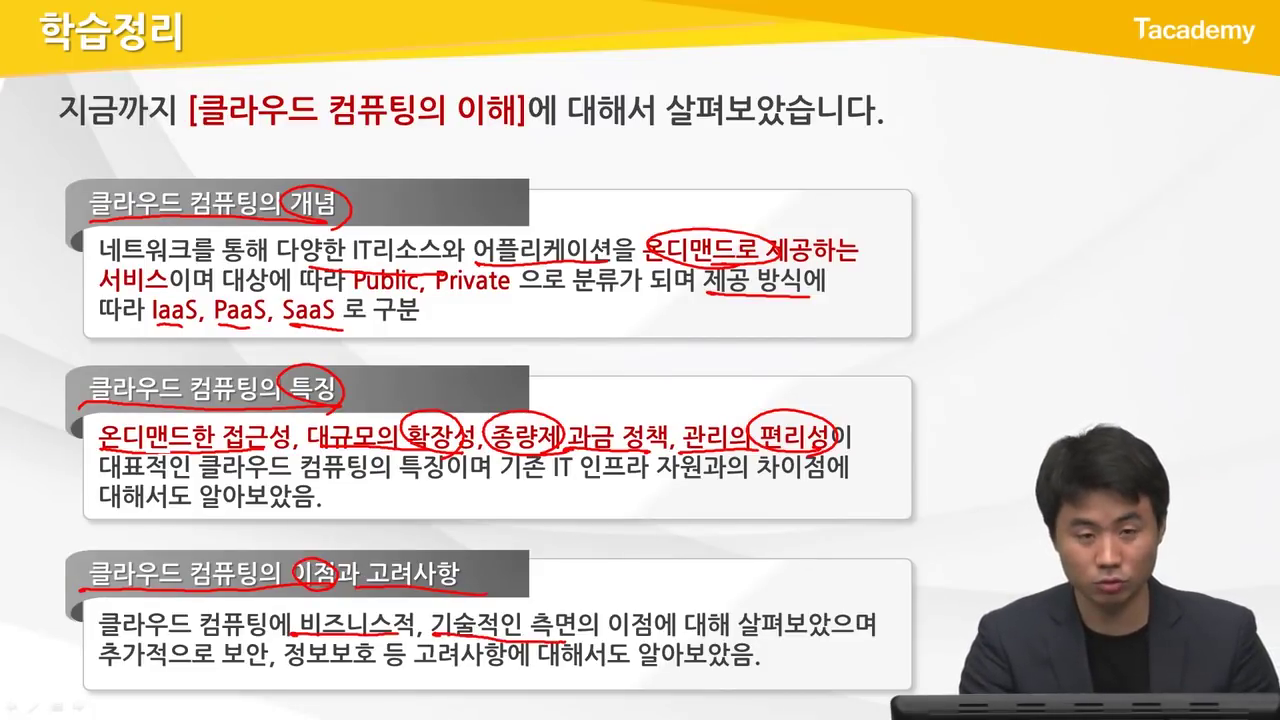 학습정리
Tacademy
지금까지 [클라우드 컴퓨팅의 이해]에 대해서 살펴보았습니다.
클라우드 컴퓨팅의 개념
네트워크를 통해 다양한 IT리소스와 어플리케이션을 온디맨드로 제공하는
서비스이며 대상에 따라 Public, Private 으로 분류가 되며 제공 방식에
따라 IaaS, PaaS, SaaS 로 구분
클라우드 컴퓨팅의 특징
온디맨드한 접근성, 대규모의 확장성, 종량제 과금 정책, 관리의 편리성이
대표적인 클라우드 컴퓨팅의 특징이며 기존 IT 인프라 자원과의 차이점에
대해서도 알아보았음.
클라우드 컴퓨팅의 이점과 고려사항
클라우드 컴퓨팅에 비즈니스적, 기술적인 측면의 이점에 대해 살펴보았으며
추가적으로 보안, 정보보호 등 고려사항에 대해서도 알아보았음.